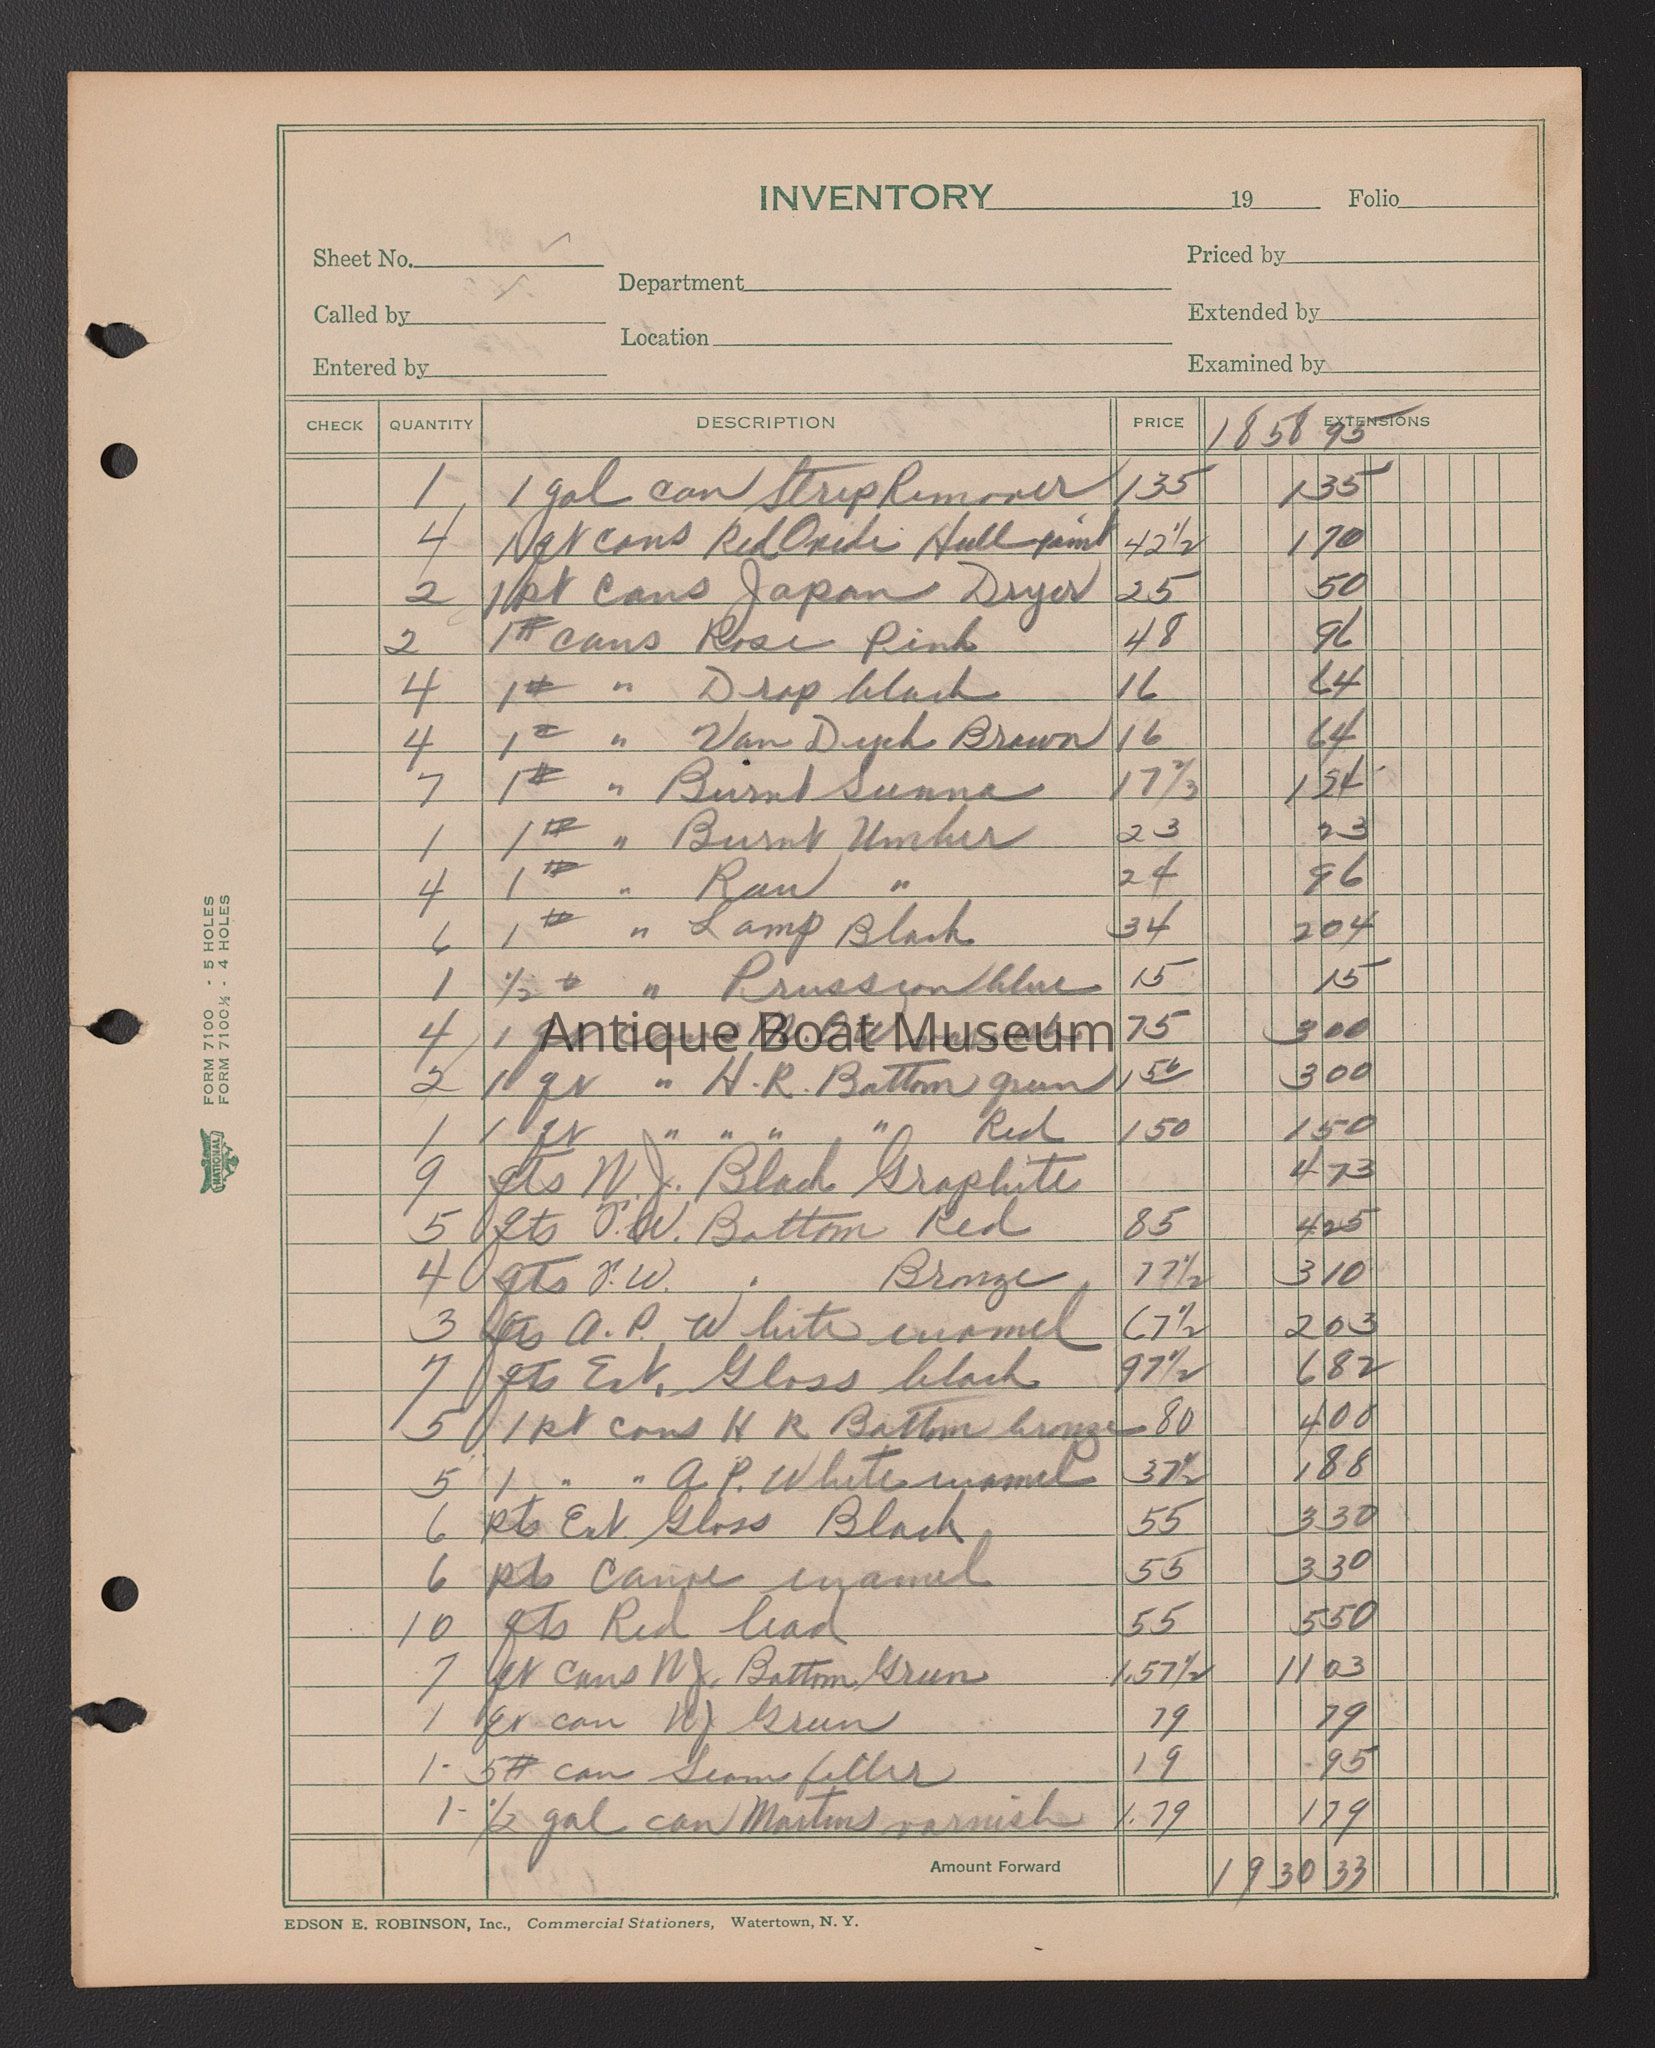 INVENTORY 19 Folio
Sheet No. Priced by
Department
Called by Extended by
Location
Entered by Examined by
CHECK QUANTITY DESCRIPTION PRICE EXTENSIONS
1858 95
1 1 gal can Strip Remover 135 135
4 1 qt cans Red Oxide Hull paint 42 1/2 170
2 1 pt cans Japan Dryer 25 50
2 1# cans Rose Pink 48 96
4 1# " Drop black 16 64
4 1# " Van Dych Brown 16 64
7 1# " Burnt Sienna 17 2/3 124
1 1# " Burnt Umber 23 23
4 1# " Raw " 24 96
6 1# " Lamp Black 34 204
1 1/2 # " Prussion blue 15 15
4 1 75 300
Antique Boat Museum
2 1 qt " H.R. Bottom green 150 300
1 1 qt " " " " Red 150 150
9 qts N.J. Black Graphite 473
5 qts T.W. Bottom Red 85 425
4 qts T.W. " Bronze 77 1/2 310
3 qts A.P. White enamel 67 1/2 203
7 qts Ext. Gloss black 97 1/2 682
5 1 pt cans H R Bottom bronze 80 400
5 1 " " A P. White enamel 37 1/2 188
6 pts Ext Gloss Black 55 330
6 pts Canoe enamel 55 330
10 qts Red lead 55 550
7 qt cans N.J. Bottom Green 1.57 1/2 1103
1 qt can NJ Green 79 79
1- 5# can Seam filler 19 95
1- 1/2 gal can Martins varnish 1.79 179
Amount Forward 1930 33
EDSON E. ROBINSON, Inc., Commercial Stationers, Watertown, N. Y.
FORM 7100 - 5 HOLES
FORM 7100¼ - 4 HOLES
NATIONAL